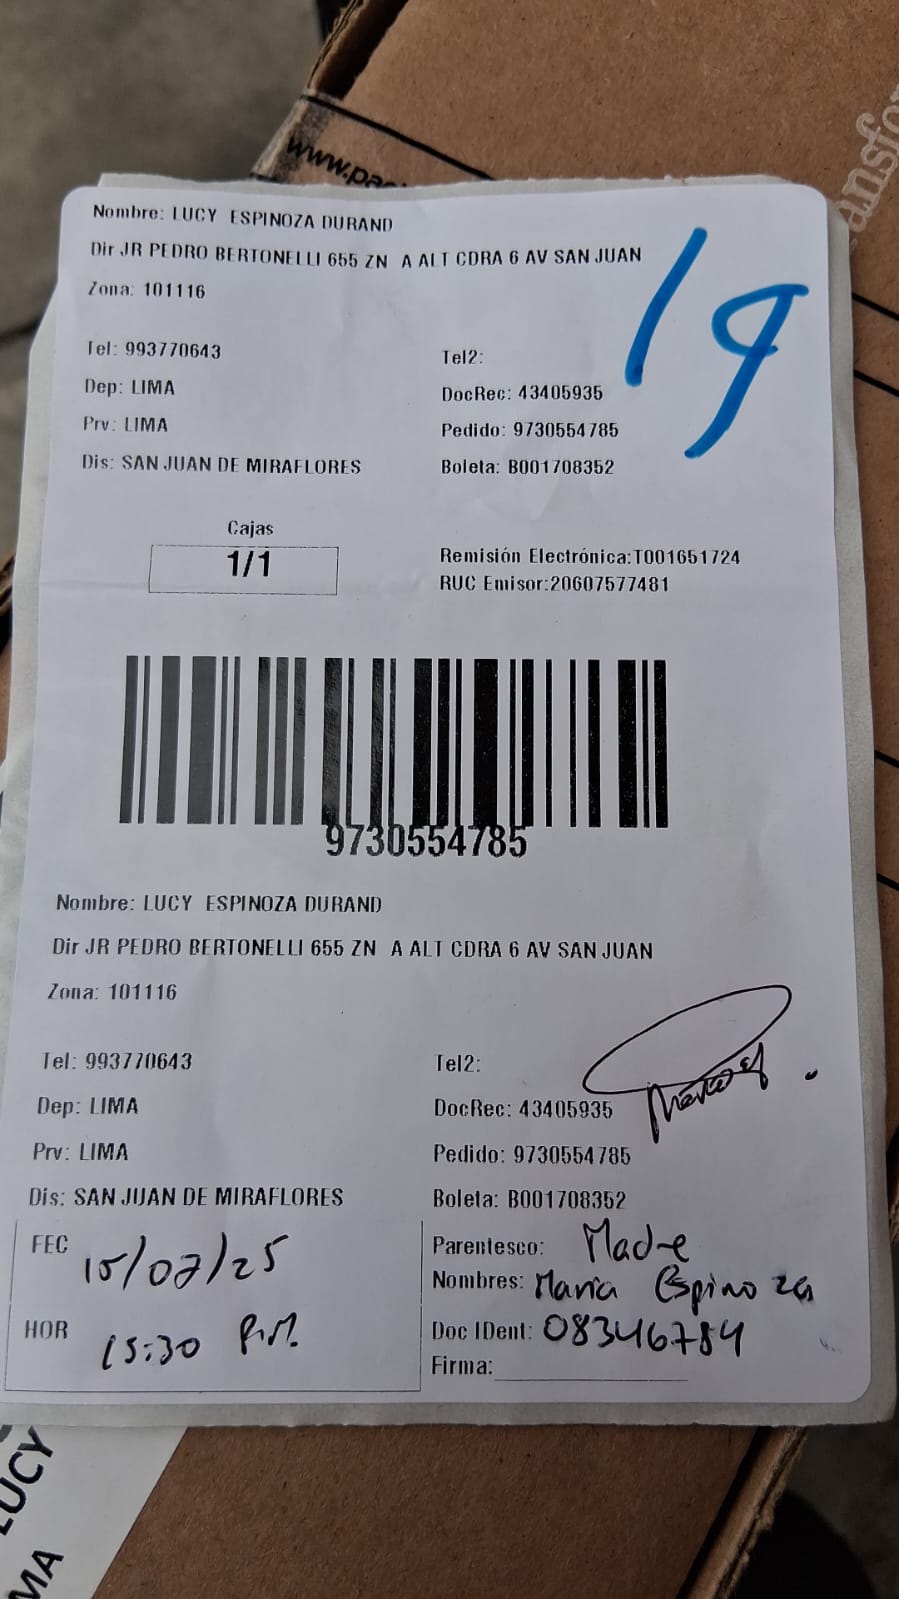 www.pac
ansfo
Nombre: LUCY ESPINOZA DURAND
Dir JR PEDRO BERTONELLI 655 ZN A ALT CDRA 6 AV SAN JUAN
Zona: 101116
19
Tel: 993770643 Tel2:
Dep: LIMA DocRec: 43405935
Prv: LIMA Pedido: 9730554785
Dis: SAN JUAN DE MIRAFLORES Boleta: B001708352
Cajas
1/1
Remisión Electrónica:T001651724
RUC Emisor:20607577481
9730554785
Nombre: LUCY ESPINOZA DURAND
Dir JR PEDRO BERTONELLI 655 ZN A ALT CDRA 6 AV SAN JUAN
Zona: 101116
Tel: 993770643 Tel2:
Dep: LIMA DocRec: 43405935
Prv: LIMA Pedido: 9730554785
Dis: SAN JUAN DE MIRAFLORES Boleta: B001708352
FEC 15/07/25
HOR 15:30 P.M.
Parentesco: Madre
Nombres: Maria Espinoza
Doc IDent: 08346784
Firma:
LUCY
MA